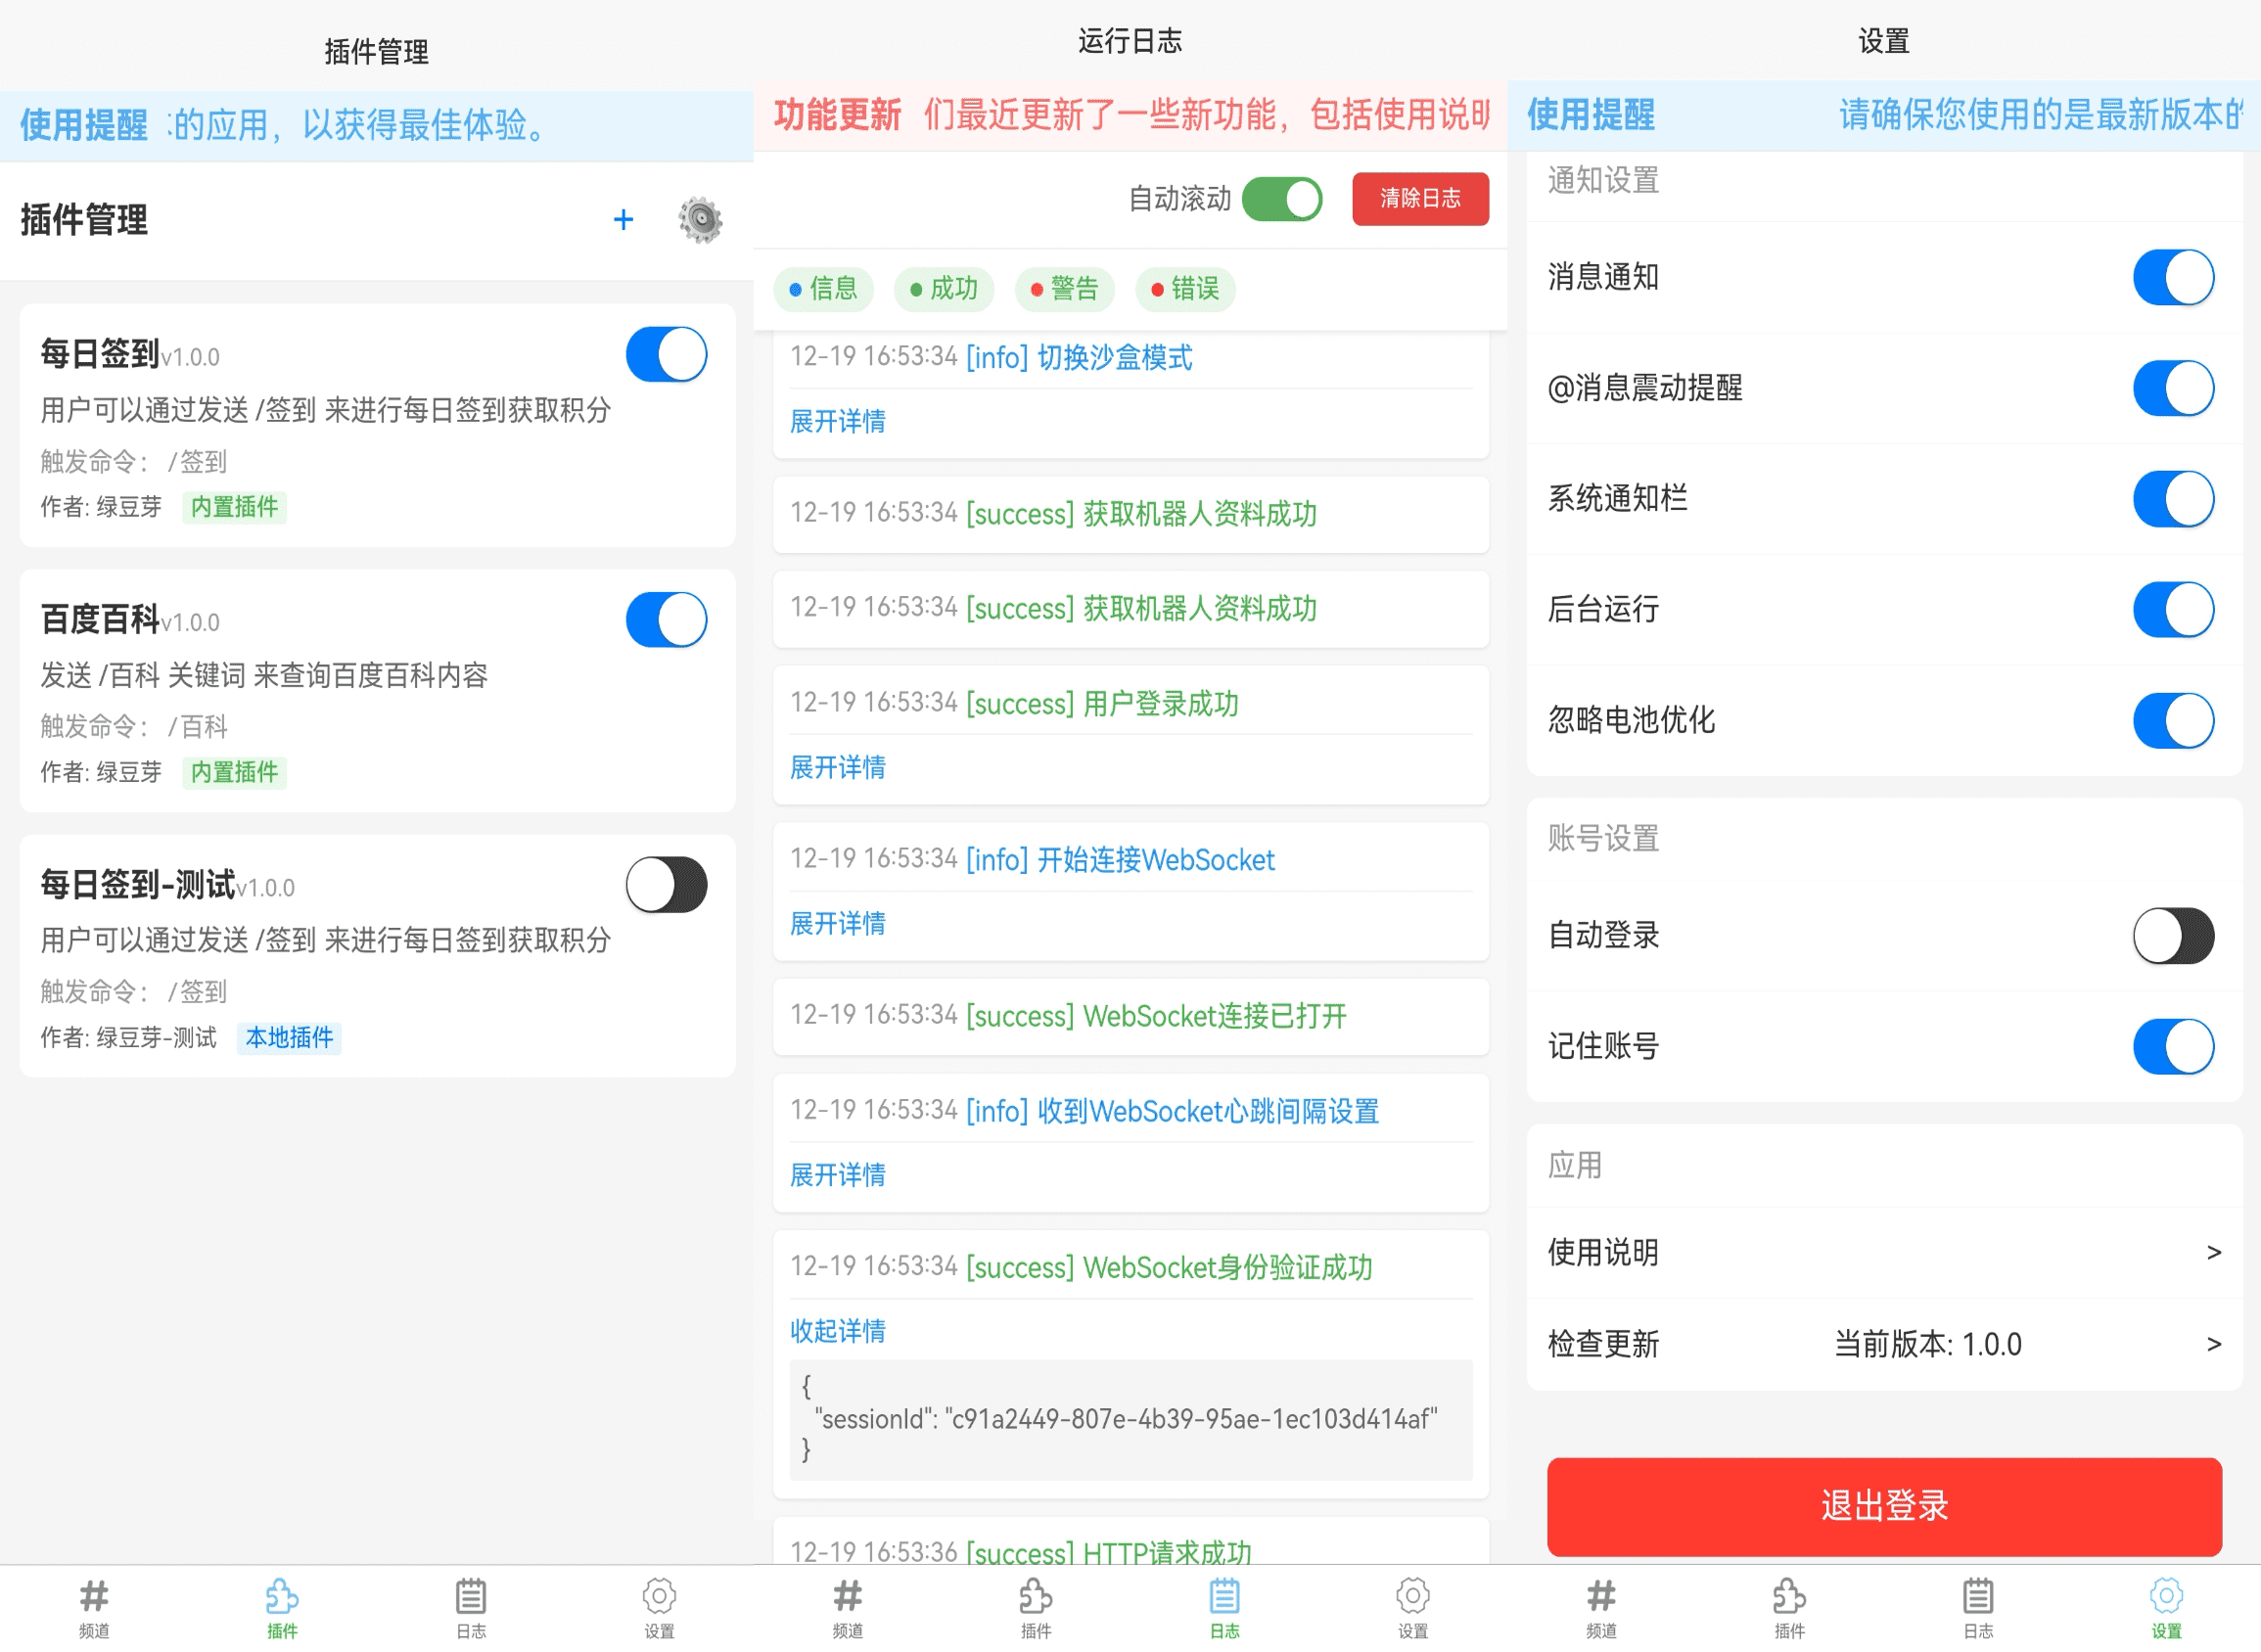 插件管理
使用提醒 的应用，以获得最佳体验。
插件管理
+
每日签到v1.0.0
用户可以通过发送 /签到 来进行每日签到获取积分
触发命令： /签到
作者: 绿豆芽 内置插件
百度百科v1.0.0
发送 /百科 关键词 来查询百度百科内容
触发命令： /百科
作者: 绿豆芽 内置插件
每日签到-测试v1.0.0
用户可以通过发送 /签到 来进行每日签到获取积分
触发命令： /签到
作者: 绿豆芽-测试 本地插件
频道 插件 日志 设置
运行日志
功能更新 们最近更新了一些新功能，包括使用说明
自动滚动 清除日志
信息 成功 警告 错误
12-19 16:53:34 [info] 切换沙盒模式
展开详情
12-19 16:53:34 [success] 获取机器人资料成功
12-19 16:53:34 [success] 获取机器人资料成功
12-19 16:53:34 [success] 用户登录成功
展开详情
12-19 16:53:34 [info] 开始连接WebSocket
展开详情
12-19 16:53:34 [success] WebSocket连接已打开
12-19 16:53:34 [info] 收到WebSocket心跳间隔设置
展开详情
12-19 16:53:34 [success] WebSocket身份验证成功
收起详情
{
"sessionId": "c91a2449-807e-4b39-95ae-1ec103d414af"
}
12-19 16:53:36 [success] HTTP请求成功
频道 插件 日志 设置
设置
使用提醒 请确保您使用的是最新版本的
通知设置
消息通知
@消息震动提醒
系统通知栏
后台运行
忽略电池优化
账号设置
自动登录
记住账号
应用
使用说明 >
检查更新 当前版本: 1.0.0 >
退出登录
频道 插件 日志 设置